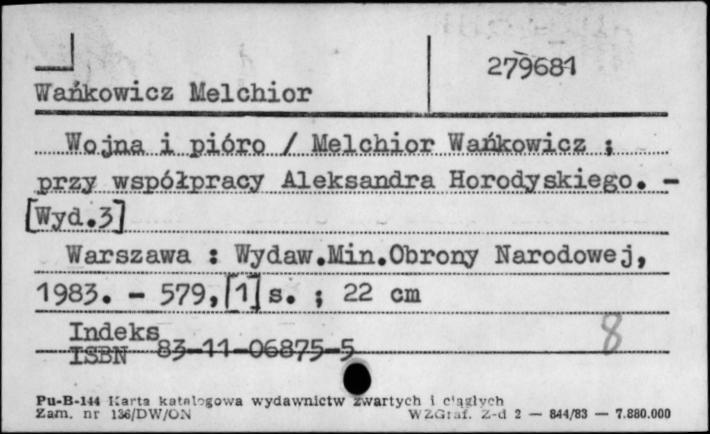 279681
Wańkowicz Melchior
Wojna i pióro / Melchior Wańkowicz ;
przy współpracy Aleksandra Horodyskiego. -
[Wyd.3]
Warszawa : Wydaw.Min.Obrony Narodowej,
1983. - 579,[1] s. ; 22 cm
Indeks
ISBN 83-11-06875-5
8
Pu-B-144 Karta katalogowa wydawnictw zwartych i ciągłych
Zam. nr 136/DW/ON WZGraf. Z-d 2 — 844/83 — 7.880.000